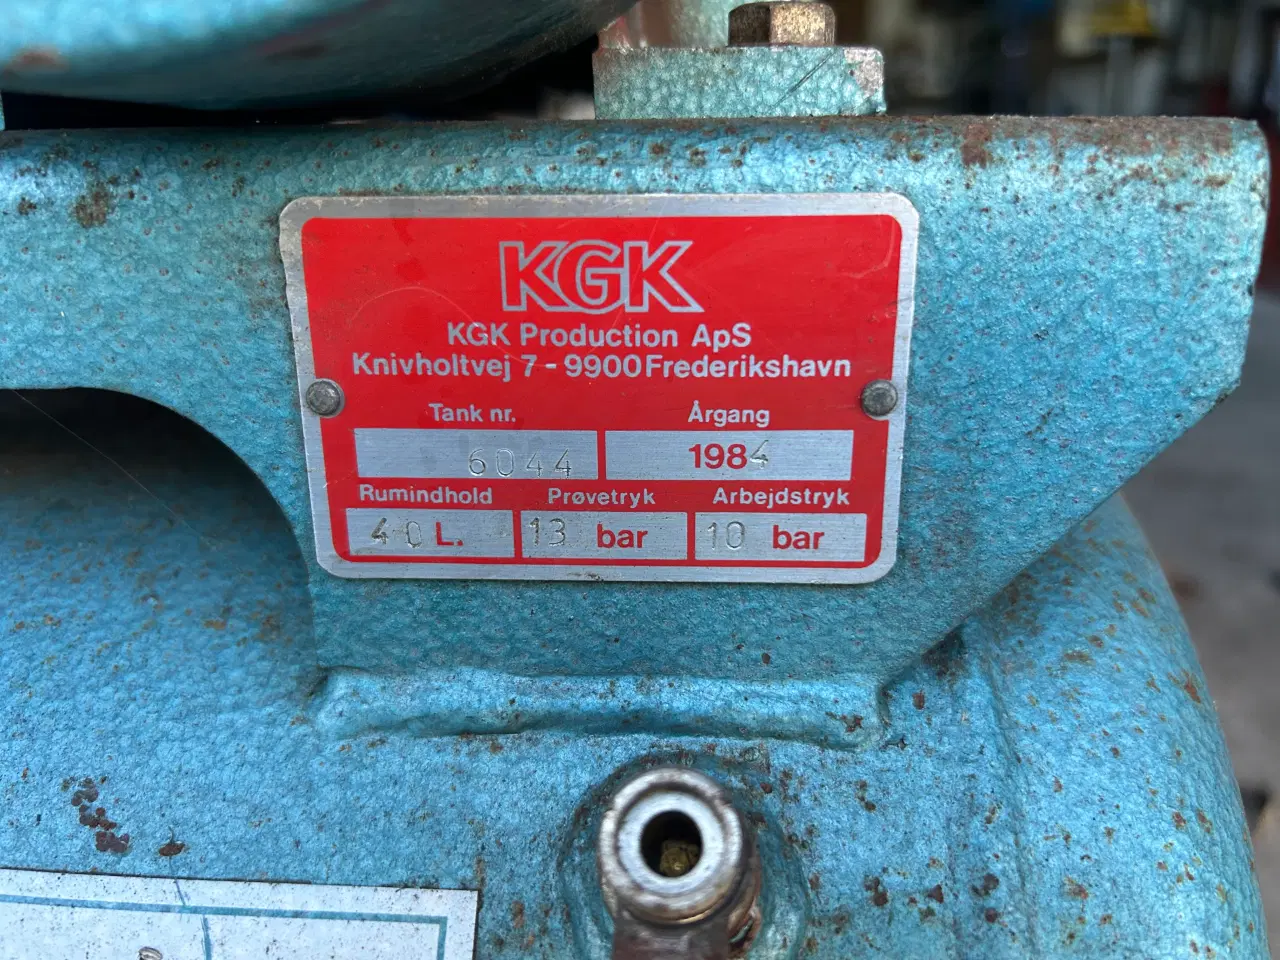 KGK
KGK Production ApS
Knivholtvej 7 - 9900 Frederikshavn
Tank nr. Årgang
6044 1984
Rumindhold Prøvetryk Arbejdstryk
40 L. 13 bar 10 bar